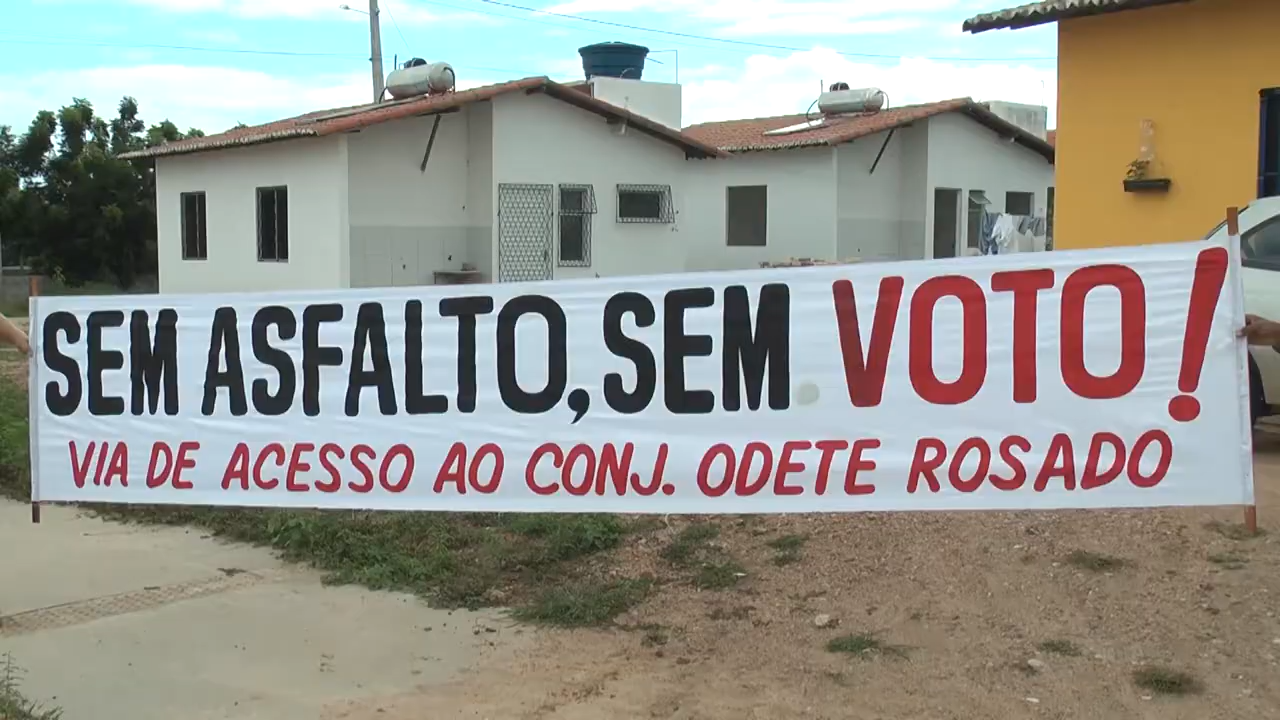 SEM ASFALTO, SEM VOTO!
VIA DE ACESSO AO CONJ. ODETE ROSADO